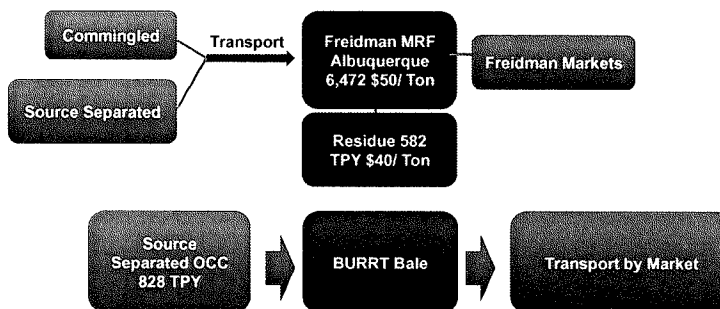 Commingled
Source Separated
Transport
Freidman MRF
Albuquerque
6,472 $50/ Ton
Freidman Markets
Residue 582
TPY $40/ Ton
Source
Separated OCC
828 TPY
BURRT Bale
Transport by Market